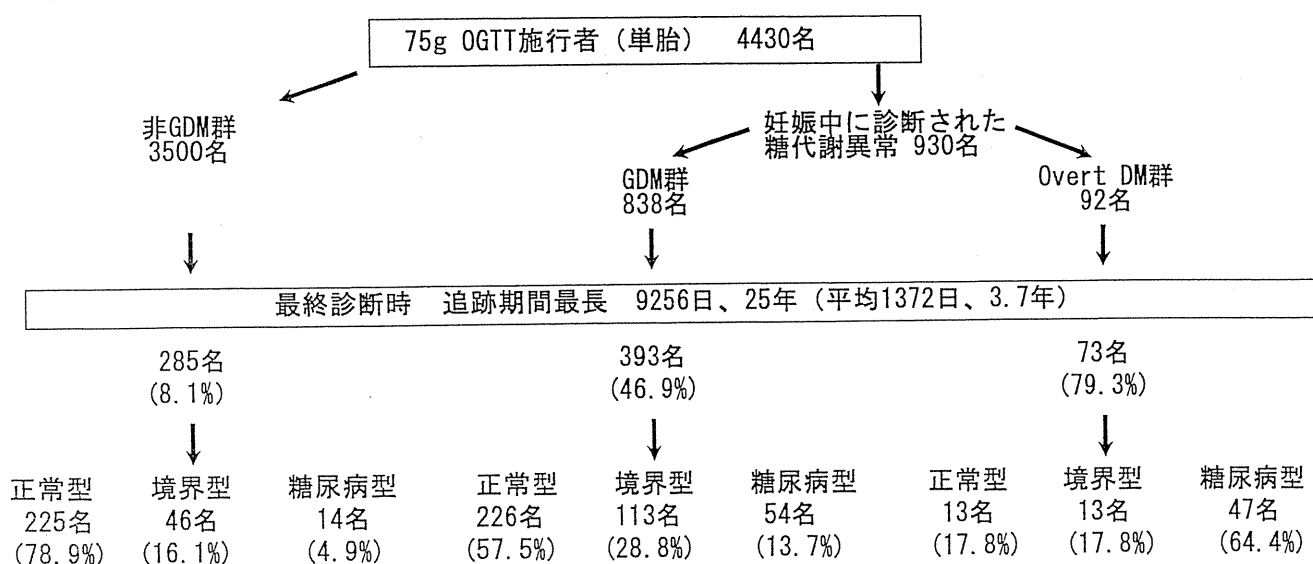 75g OGTT施行者（単胎）　4430名
非GDM群
3500名
妊娠中に診断された
糖代謝異常 930名
GDM群
838名
Overt DM群
92名
最終診断時　追跡期間最長　9256日、25年（平均1372日、3.7年）
285名
(8.1%)
393名
(46.9%)
73名
(79.3%)
正常型
225名
(78.9%)
境界型
46名
(16.1%)
糖尿病型
14名
(4.9%)
正常型
226名
(57.5%)
境界型
113名
(28.8%)
糖尿病型
54名
(13.7%)
正常型
13名
(17.8%)
境界型
13名
(17.8%)
糖尿病型
47名
(64.4%)